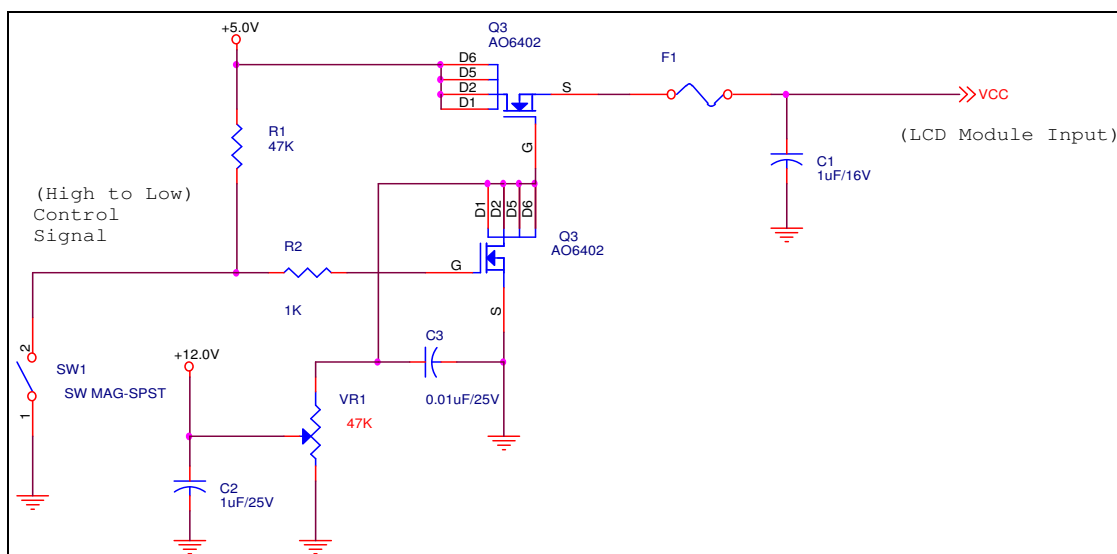 +5.0V
Q3
AO6402
D6
D5
D2
D1
S
G
F1
VCC
(LCD Module Input)
R1
47K
C1
1uF/16V
(High to Low)
Control
Signal
D1
D2
D5
D6
Q3
AO6402
R2
1K
G
S
+12.0V
C3
0.01uF/25V
2
SW1
SW MAG-SPST
1
VR1
47K
C2
1uF/25V